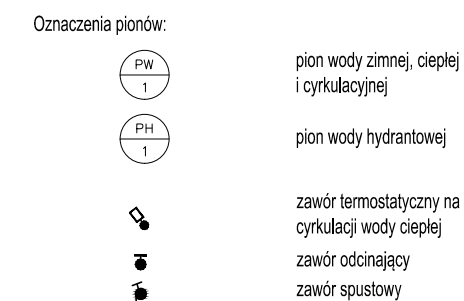 Oznaczenia pionów:
PW
1
pion wody zimnej, ciepłej
i cyrkulacyjnej
PH
1
pion wody hydrantowej
zawór termostatyczny na
cyrkulacji wody ciepłej
zawór odcinający
zawór spustowy